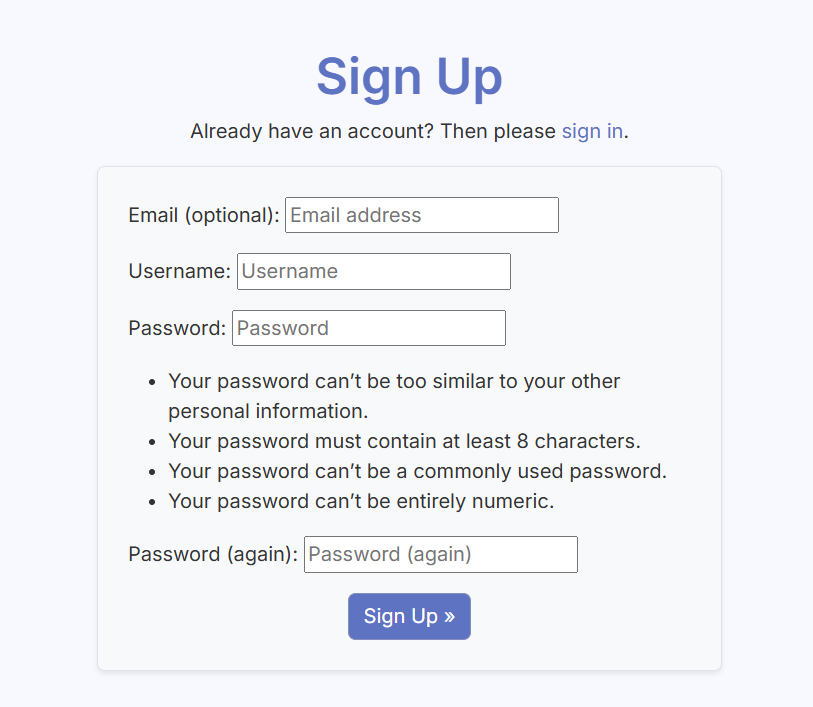 Sign Up
Already have an account? Then please sign in.
Email (optional): Email address
Username: Username
Password: Password
• Your password can’t be too similar to your other
personal information.
• Your password must contain at least 8 characters.
• Your password can’t be a commonly used password.
• Your password can’t be entirely numeric.
Password (again): Password (again)
Sign Up »